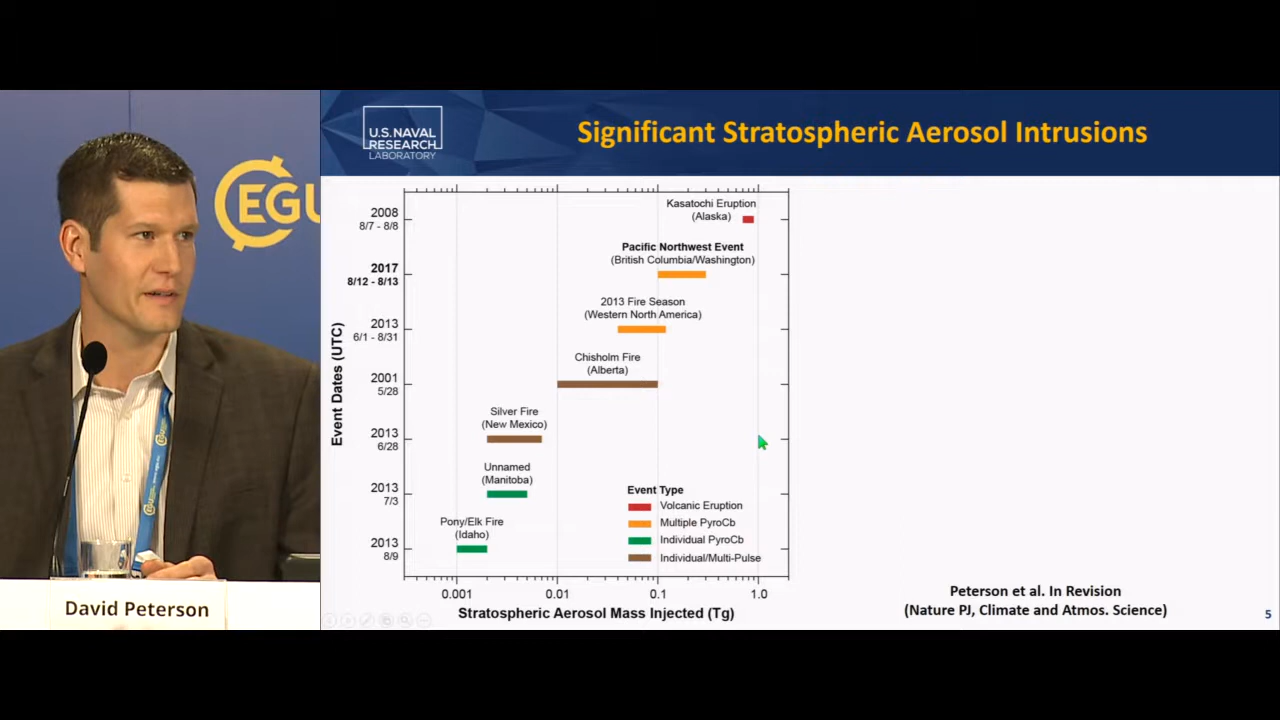 EGU
David Peterson
U.S. NAVAL
RESEARCH
LABORATORY
Significant Stratospheric Aerosol Intrusions
Event Dates (UTC)
2008
8/7 - 8/8
Kasatochi Eruption
(Alaska)
2017
8/12 - 8/13
Pacific Northwest Event
(British Columbia/Washington)
2013
6/1 - 8/31
2013 Fire Season
(Western North America)
2001
5/28
Chisholm Fire
(Alberta)
2013
6/28
Silver Fire
(New Mexico)
2013
7/3
Unnamed
(Manitoba)
2013
8/9
Pony/Elk Fire
(Idaho)
Event Type
Volcanic Eruption
Multiple PyroCb
Individual PyroCb
Individual/Multi-Pulse
0.001 0.01 0.1 1.0
Stratospheric Aerosol Mass Injected (Tg)
Peterson et al. In Revision
(Nature PJ, Climate and Atmos. Science)
5